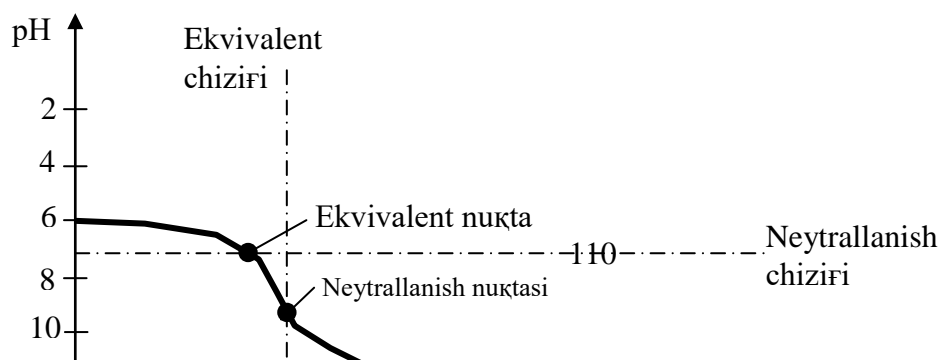 pH
Ekvivalent
chiziғi
2
4
6
Ekvivalent nuқta
110
Neytrallanish
chiziғi
8
Neytrallanish nuқtasi
10